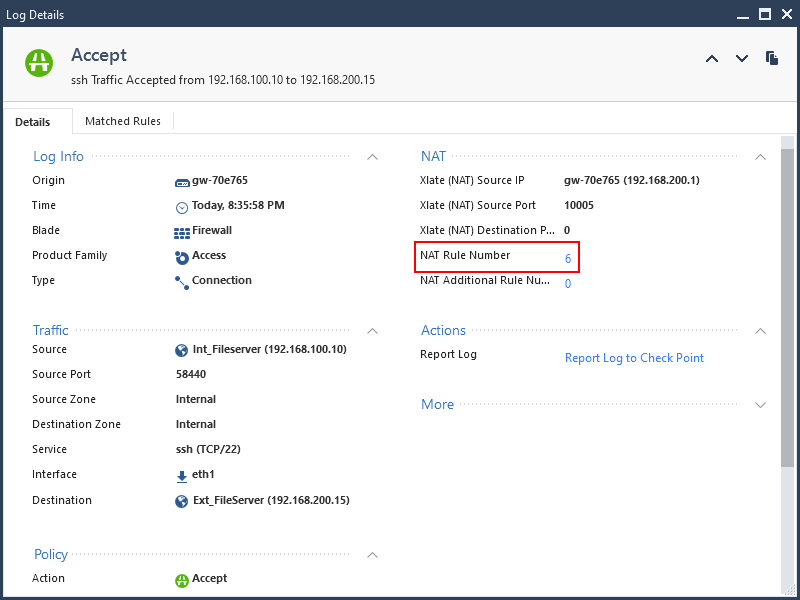 Log Details
Accept
ssh Traffic Accepted from 192.168.100.10 to 192.168.200.15
Details
Matched Rules
Log Info
Origin gw-70e765
Time Today, 8:35:58 PM
Blade Firewall
Product Family Access
Type Connection
Traffic
Source Int_Fileserver (192.168.100.10)
Source Port 58440
Source Zone Internal
Destination Zone Internal
Service ssh (TCP/22)
Interface eth1
Destination Ext_FileServer (192.168.200.15)
Policy
Action Accept
NAT
Xlate (NAT) Source IP gw-70e765 (192.168.200.1)
Xlate (NAT) Source Port 10005
Xlate (NAT) Destination P... 0
NAT Rule Number 6
NAT Additional Rule Nu... 0
Actions
Report Log Report Log to Check Point
More